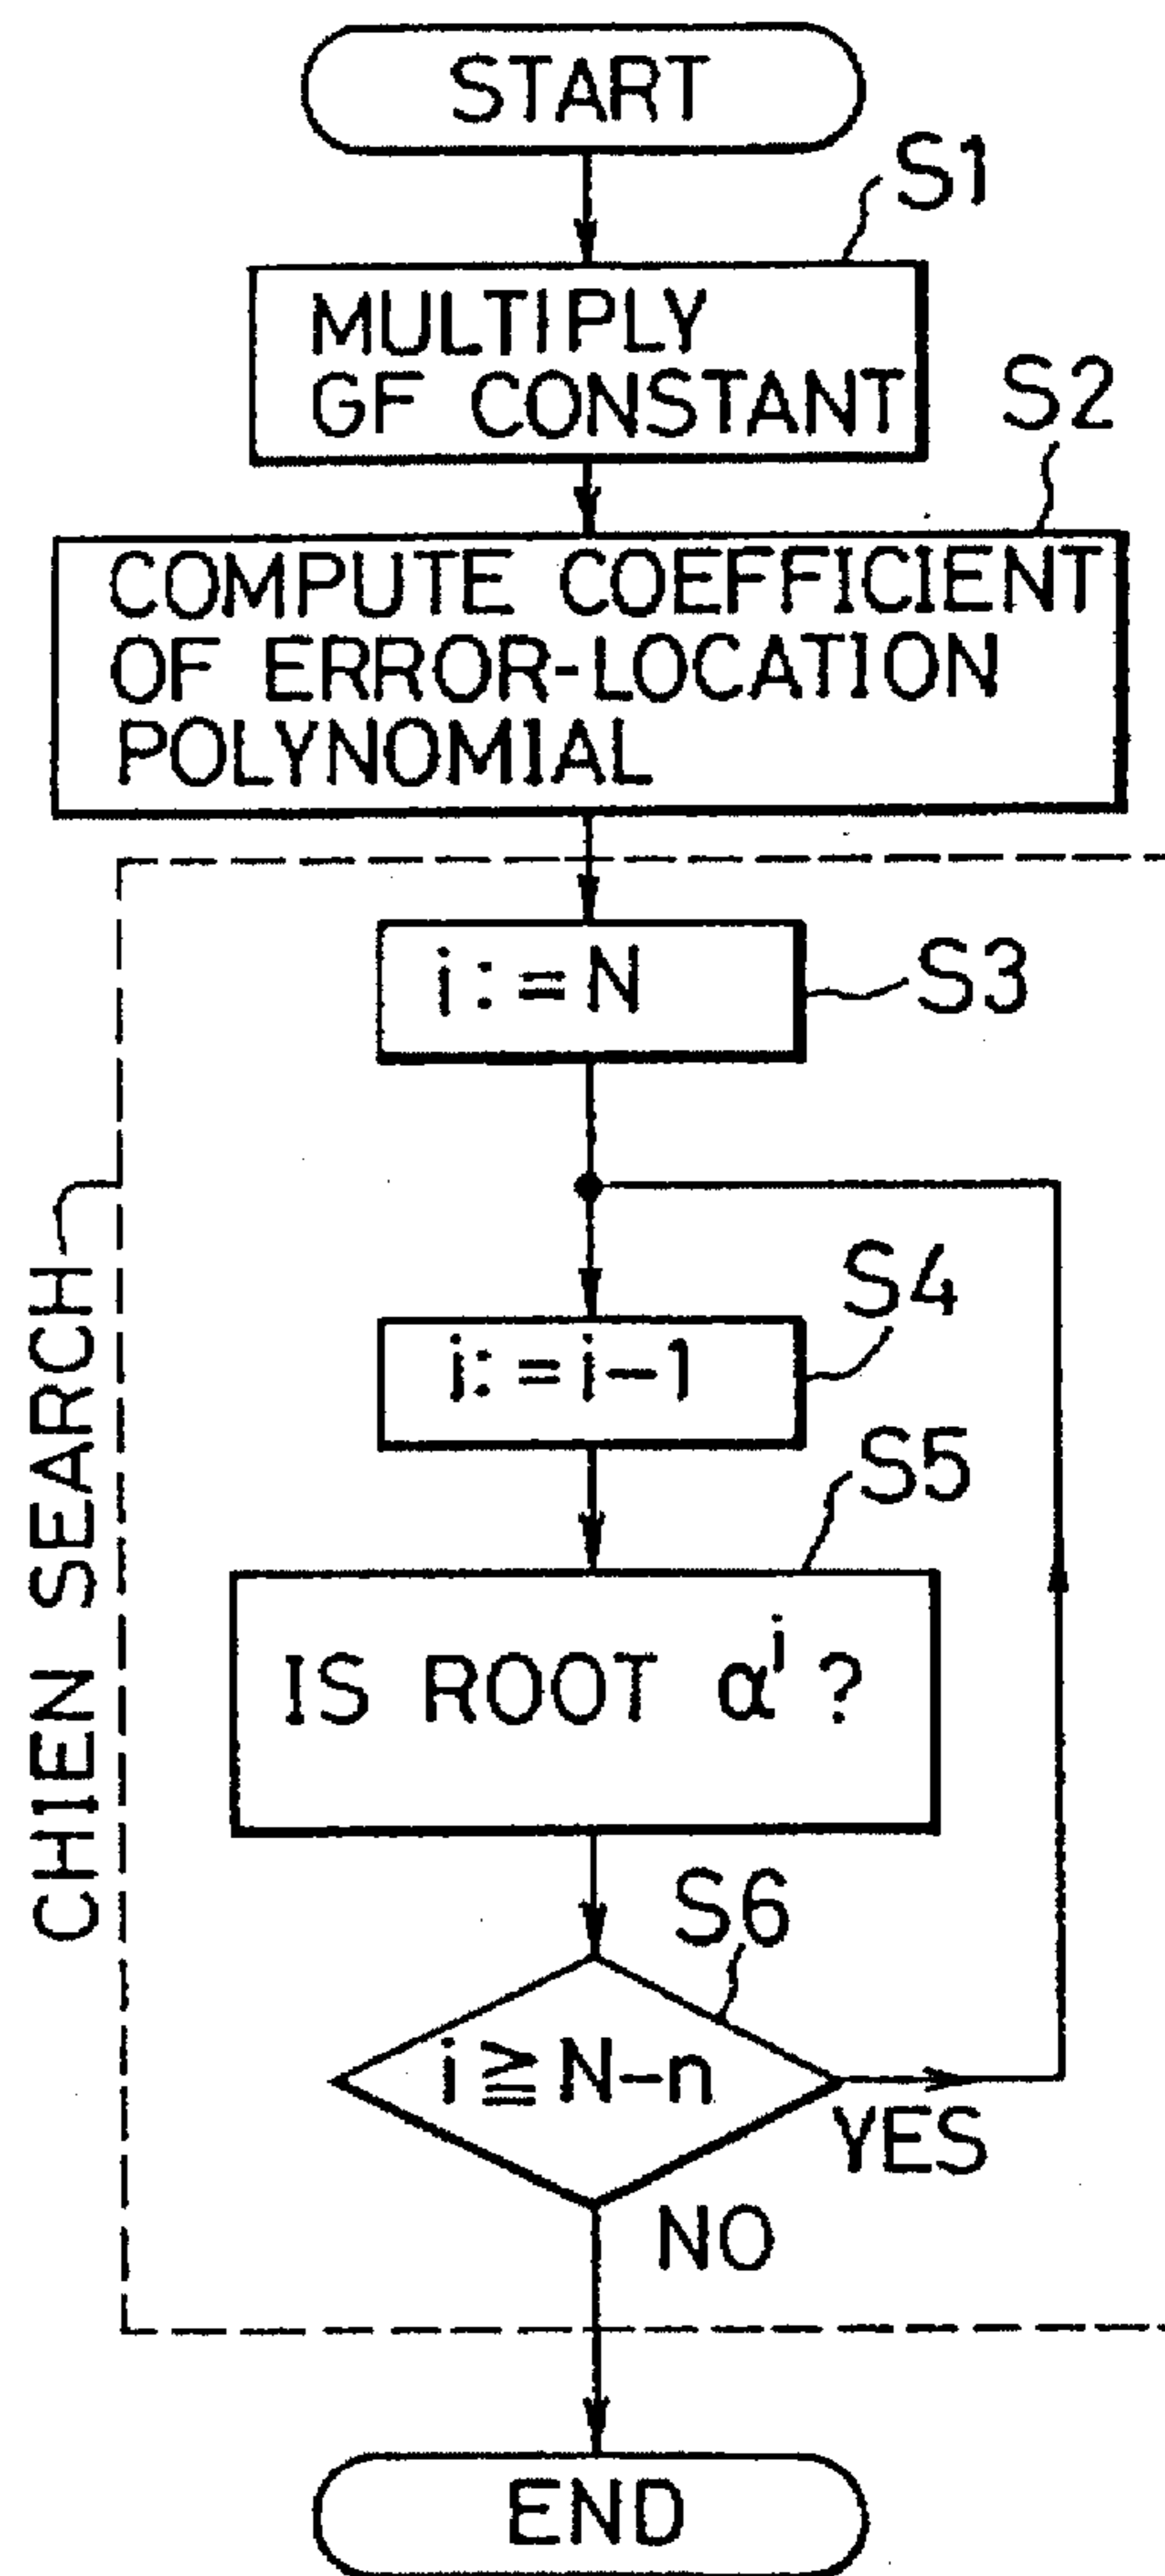 START
S1
MULTIPLY
GF CONSTANT
S2
COMPUTE COEFFICIENT
OF ERROR-LOCATION
POLYNOMIAL
i:=N
S3
S4
i:=i-1
S5
IS ROOT αⁱ?
CHIEN SEARCH
S6
i≧N-n
YES
NO
END